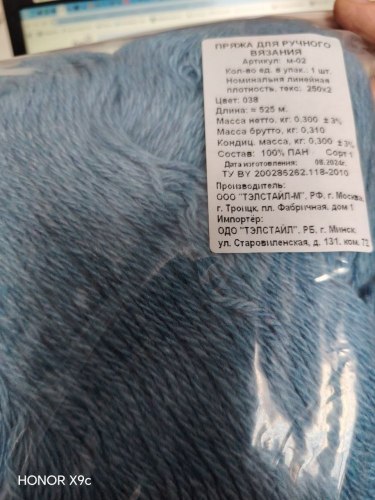 ПРЯЖА ДЛЯ РУЧНОГО
ВЯЗАНИЯ
Артикул: м-02
Кол-во ед. в упак.: 1 шт.
Номинальня линейная
плотность, текс: 250х2
Цвет: 038
Длина: ≈ 525 м.
Масса нетто, кг: 0,300 ±3%
Масса брутто, кг: 0,310
Кондиц. масса, кг: 0,300 ±3%
Состав: 100% ПАН Сорт 1
Дата изготовления: 08.2024г.
ТУ BY 200286262.118-2010
Производитель:
ООО "ТЭЛСТАЙЛ-М", РФ, г. Москва,
г. Троицк, пл. Фабричная, дом 1
Импортёр:
ОДО "ТЭЛСТАЙЛ", РБ, г. Минск,
ул. Старовиленская, д. 131, ком. 72
HONOR X9c